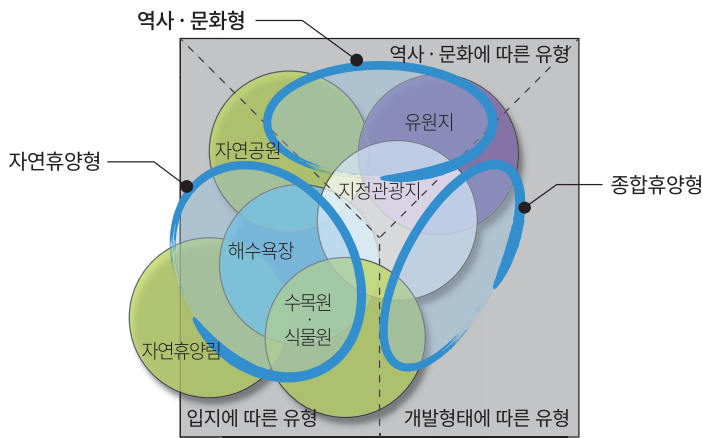 역사 · 문화형
역사 · 문화에 따른 유형
유원지
자연공원
자연휴양형
지정관광지
종합휴양형
해수욕장
수목원
·
식물원
자연휴양림
입지에 따른 유형
개발형태에 따른 유형